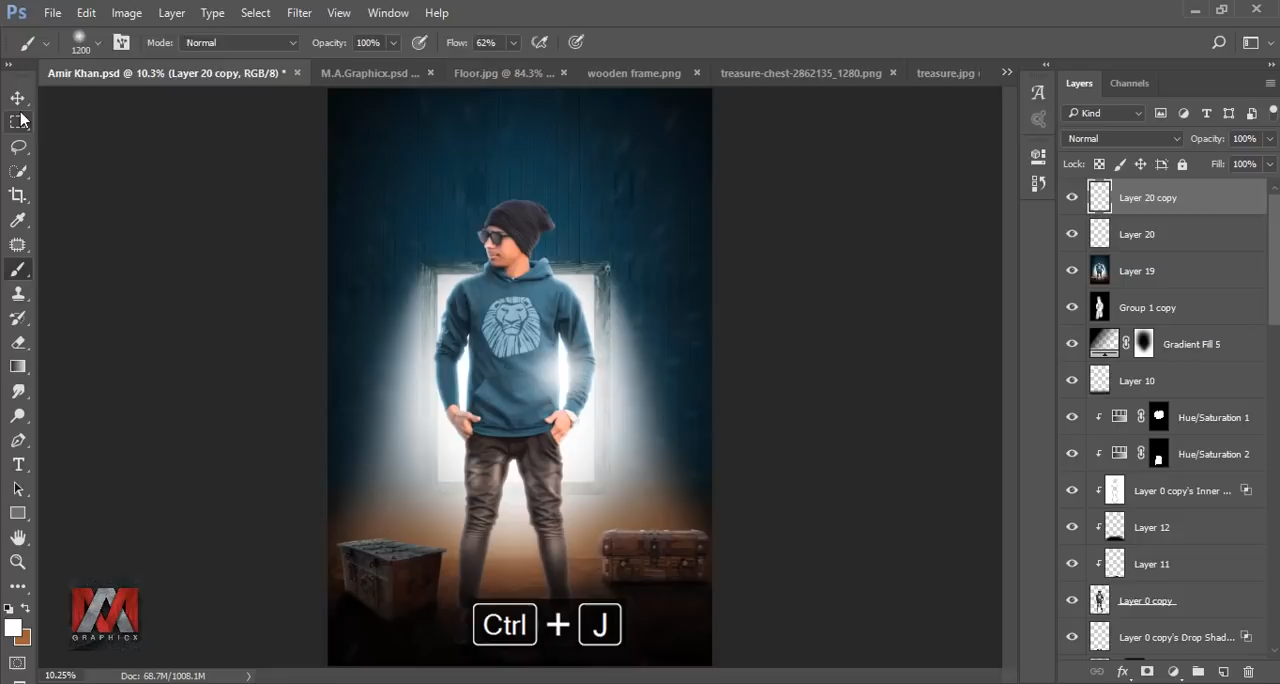 Ps File Edit Image Layer Type Select Filter View Window Help
1200 Mode: Normal Opacity: 100% Flow: 62%
Amir Khan.psd @ 10.3% (Layer 20 copy, RGB/8) * × M.A.Graphicx.psd ... × Floor.jpg @ 84.3% ... × wooden frame.png × treasure-chest-2862135_1280.png × treasure.jpg
Layers Channels
Kind
Normal Opacity: 100%
Lock: Fill: 100%
Layer 20 copy
Layer 20
Layer 19
Group 1 copy
Gradient Fill 5
Layer 10
Hue/Saturation 1
Hue/Saturation 2
Layer 0 copy's Inner ...
Layer 12
Layer 11
Layer 0 copy
Layer 0 copy's Drop Shad...
Ctrl + J
GRAPHICX
10.25% Doc: 68.7M/1008.1M